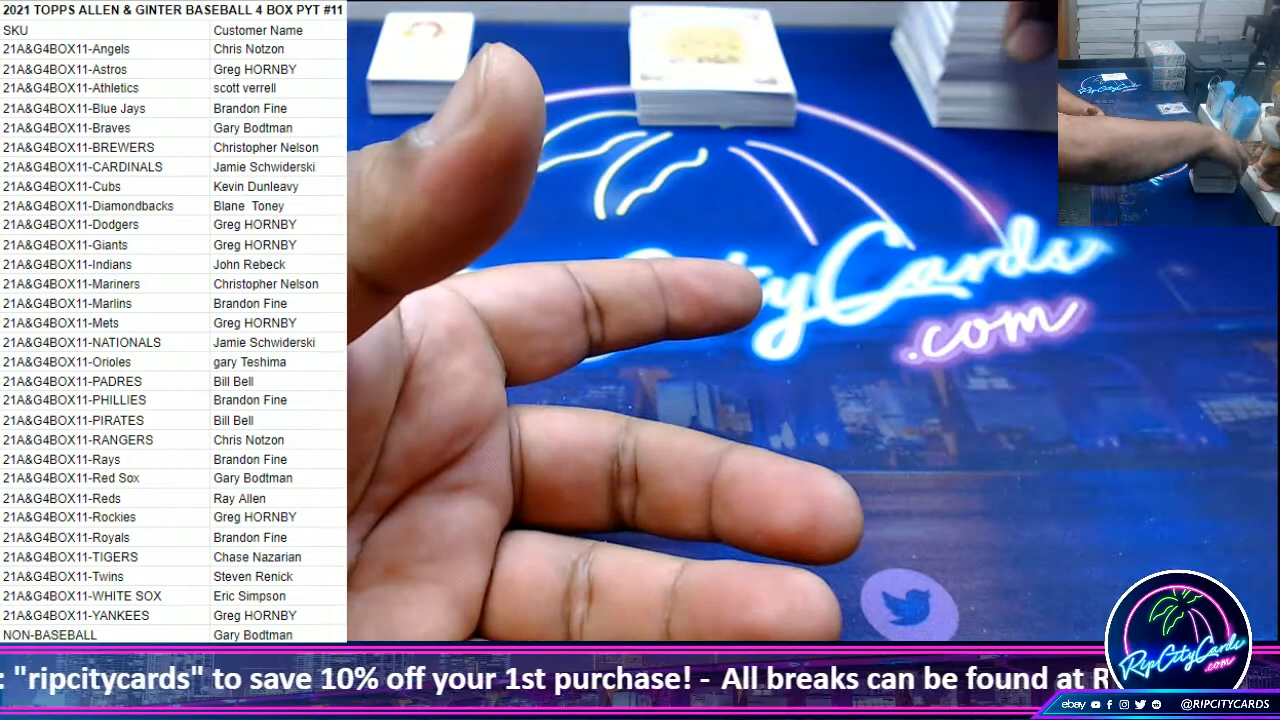 2021 TOPPS ALLEN & GINTER BASEBALL 4 BOX PYT #11
SKU Customer Name
21A&G4BOX11-Angels Chris Notzon
21A&G4BOX11-Astros Greg HORNBY
21A&G4BOX11-Athletics scott verrell
21A&G4BOX11-Blue Jays Brandon Fine
21A&G4BOX11-Braves Gary Bodtman
21A&G4BOX11-BREWERS Christopher Nelson
21A&G4BOX11-CARDINALS Jamie Schwiderski
21A&G4BOX11-Cubs Kevin Dunleavy
21A&G4BOX11-Diamondbacks Blane Toney
21A&G4BOX11-Dodgers Greg HORNBY
21A&G4BOX11-Giants Greg HORNBY
21A&G4BOX11-Indians John Rebeck
21A&G4BOX11-Mariners Christopher Nelson
21A&G4BOX11-Marlins Brandon Fine
21A&G4BOX11-Mets Greg HORNBY
21A&G4BOX11-NATIONALS Jamie Schwiderski
21A&G4BOX11-Orioles gary Teshima
21A&G4BOX11-PADRES Bill Bell
21A&G4BOX11-PHILLIES Brandon Fine
21A&G4BOX11-PIRATES Bill Bell
21A&G4BOX11-RANGERS Chris Notzon
21A&G4BOX11-Rays Brandon Fine
21A&G4BOX11-Red Sox Gary Bodtman
21A&G4BOX11-Reds Ray Allen
21A&G4BOX11-Rockies Greg HORNBY
21A&G4BOX11-Royals Brandon Fine
21A&G4BOX11-TIGERS Chase Nazarian
21A&G4BOX11-Twins Steven Renick
21A&G4BOX11-WHITE SOX Eric Simpson
21A&G4BOX11-YANKEES Greg HORNBY
NON-BASEBALL Gary Bodtman
ty Cards
.com
RipCityCards
RipCityCards
.com
: "ripcitycards" to save 10% off your 1st purchase! - All breaks can be found at R
ebay @RIPCITYCARDS